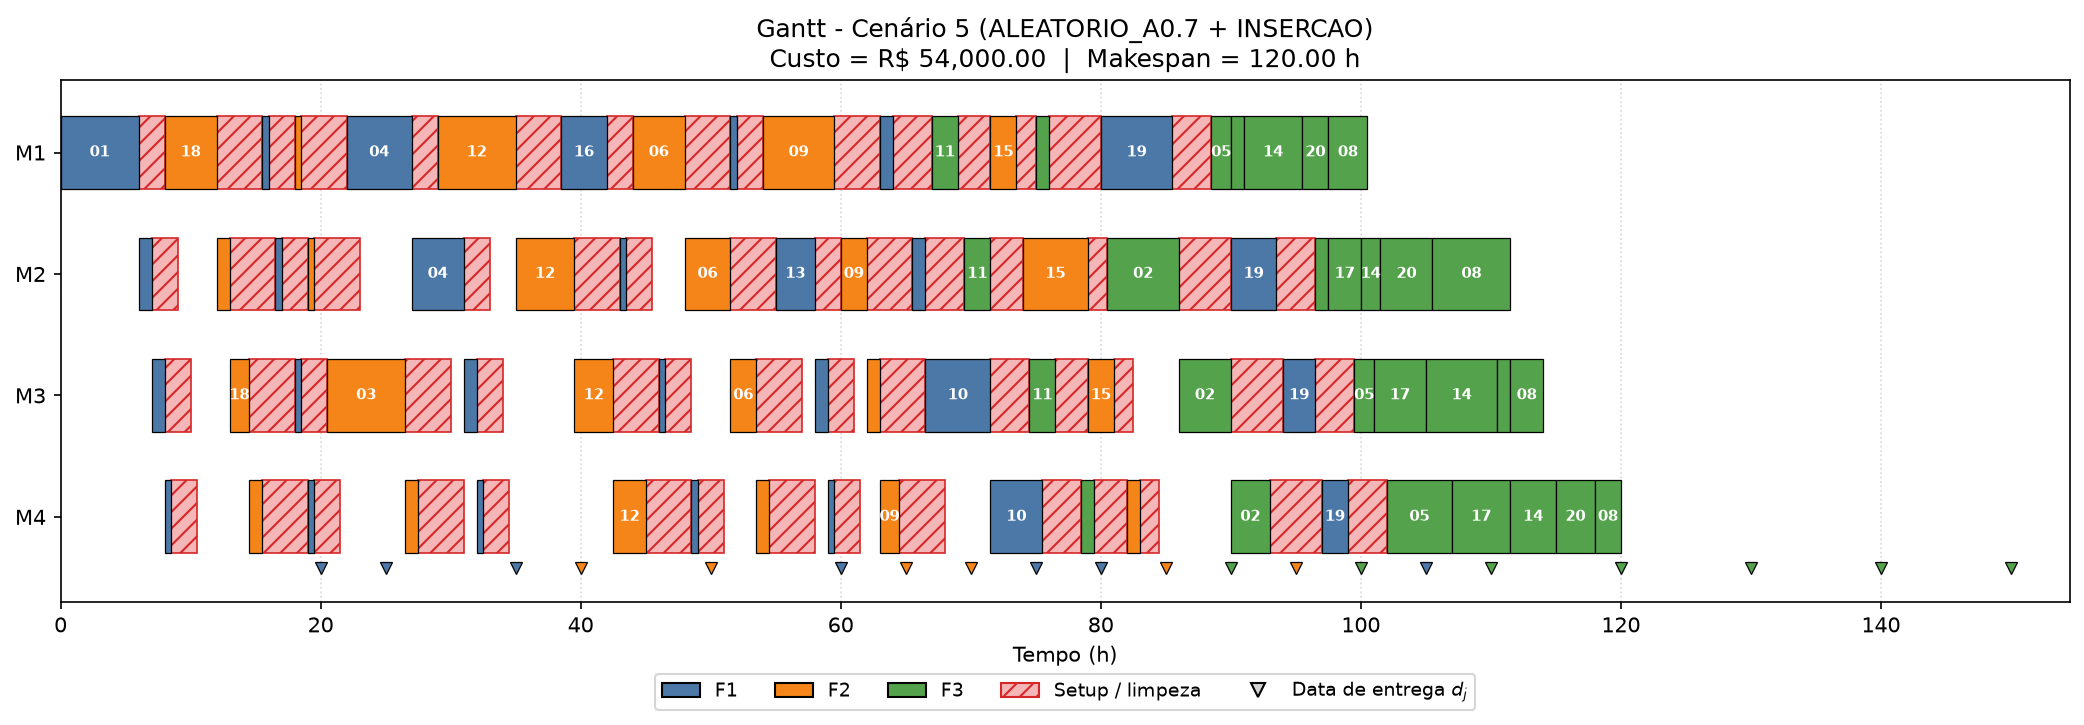 Gantt - Cenário 5 (ALEATORIO_A0.7 + INSERCAO)
Custo = R$ 54,000.00 | Makespan = 120.00 h
M1 01 18 04 12 16 06 09 11 15 19 05 14 20 08
M2 04 12 06 13 09 11 15 02 19 17 14 20 08
M3 18 03 12 06 10 11 15 02 19 05 17 14 08
M4 12 09 10 02 19 05 17 14 20 08
0 20 40 60 80 100 120 140
Tempo (h)
F1 F2 F3 Setup / limpeza Data de entrega dj